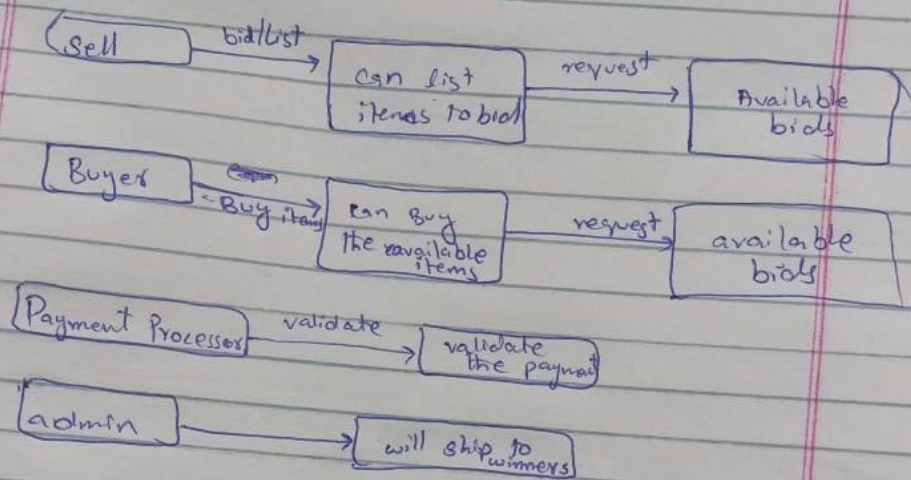 Sell
bid/List
can list
items to bid
request
Available
bids
Buyer
Buy items
can Buy
the available
items
request
available
bids
Payment Processor
validate
validate
the payment
admin
will ship to
winners